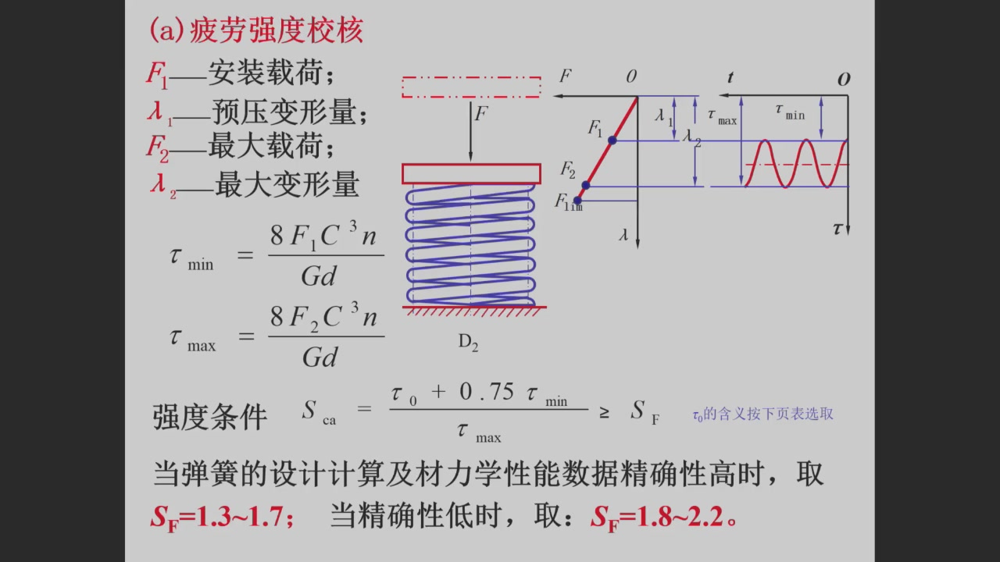 (a)疲劳强度校核
F1——安装载荷；
λ1——预压变形量；
F2——最大载荷；
λ2——最大变形量
τmin = 8F1C³n / Gd
τmax = 8F2C³n / Gd
F
D2
F 0
F1
F2
Flim
λ
λ1
λ2
t O
τmax
τmin
τ
强度条件 Sca = τ0 + 0.75τmin / τmax ≥ SF τ0的含义按下页表选取
当弹簧的设计计算及材力学性能数据精确性高时，取
SF=1.3~1.7； 当精确性低时，取：SF=1.8~2.2。